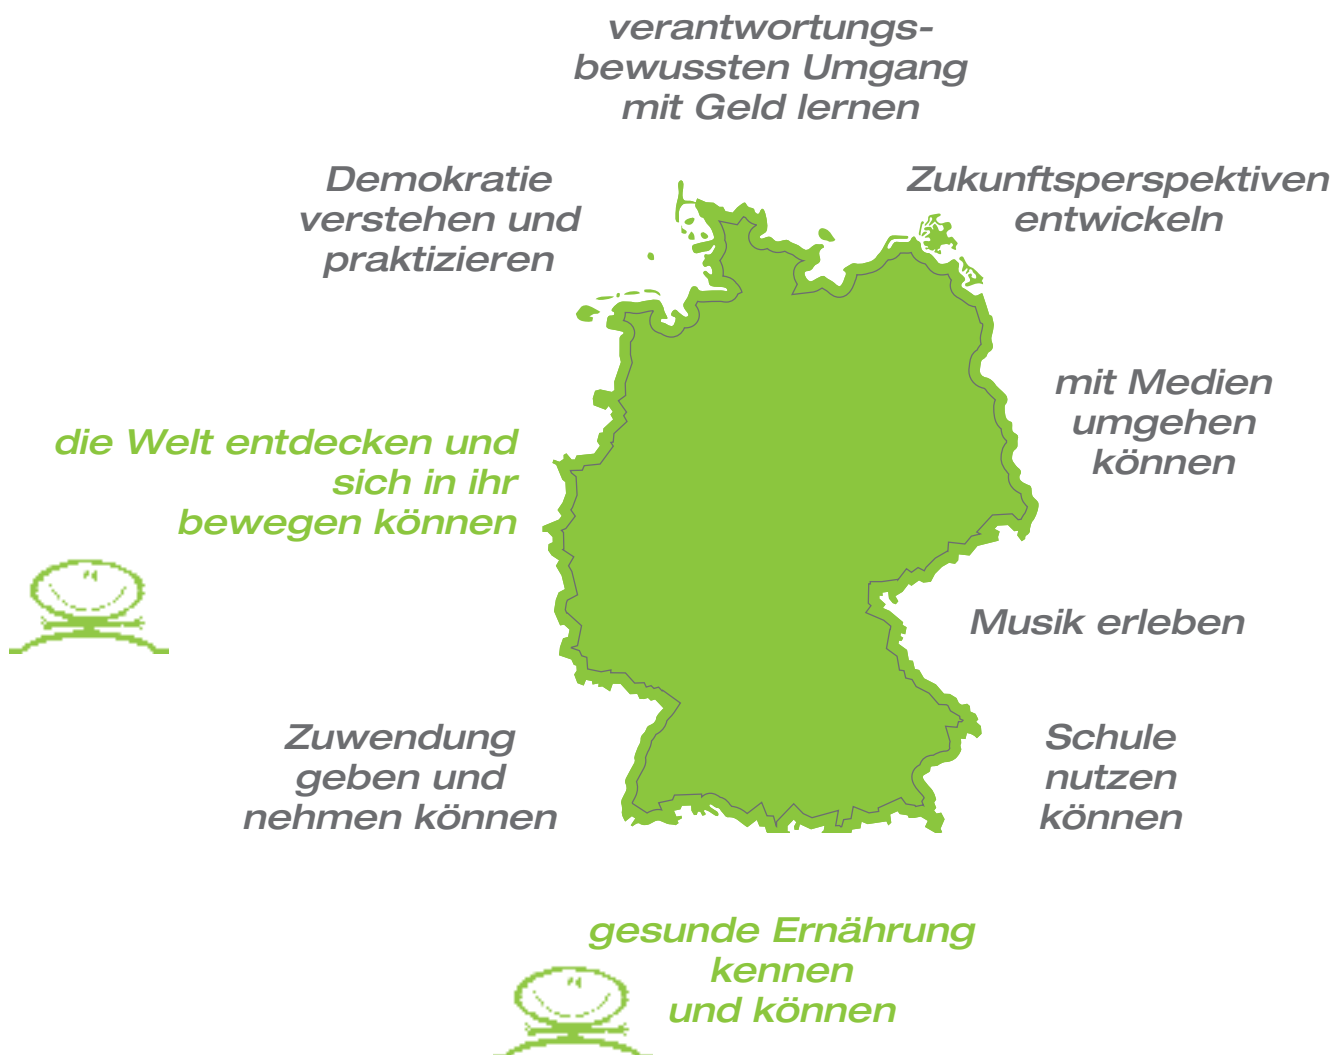 verantwortungs-
bewussten Umgang
mit Geld lernen
Demokratie
verstehen und
praktizieren
Zukunftsperspektiven
entwickeln
mit Medien
umgehen
können
die Welt entdecken und
sich in ihr
bewegen können
Musik erleben
Zuwendung
geben und
nehmen können
Schule
nutzen
können
gesunde Ernährung
kennen
und können